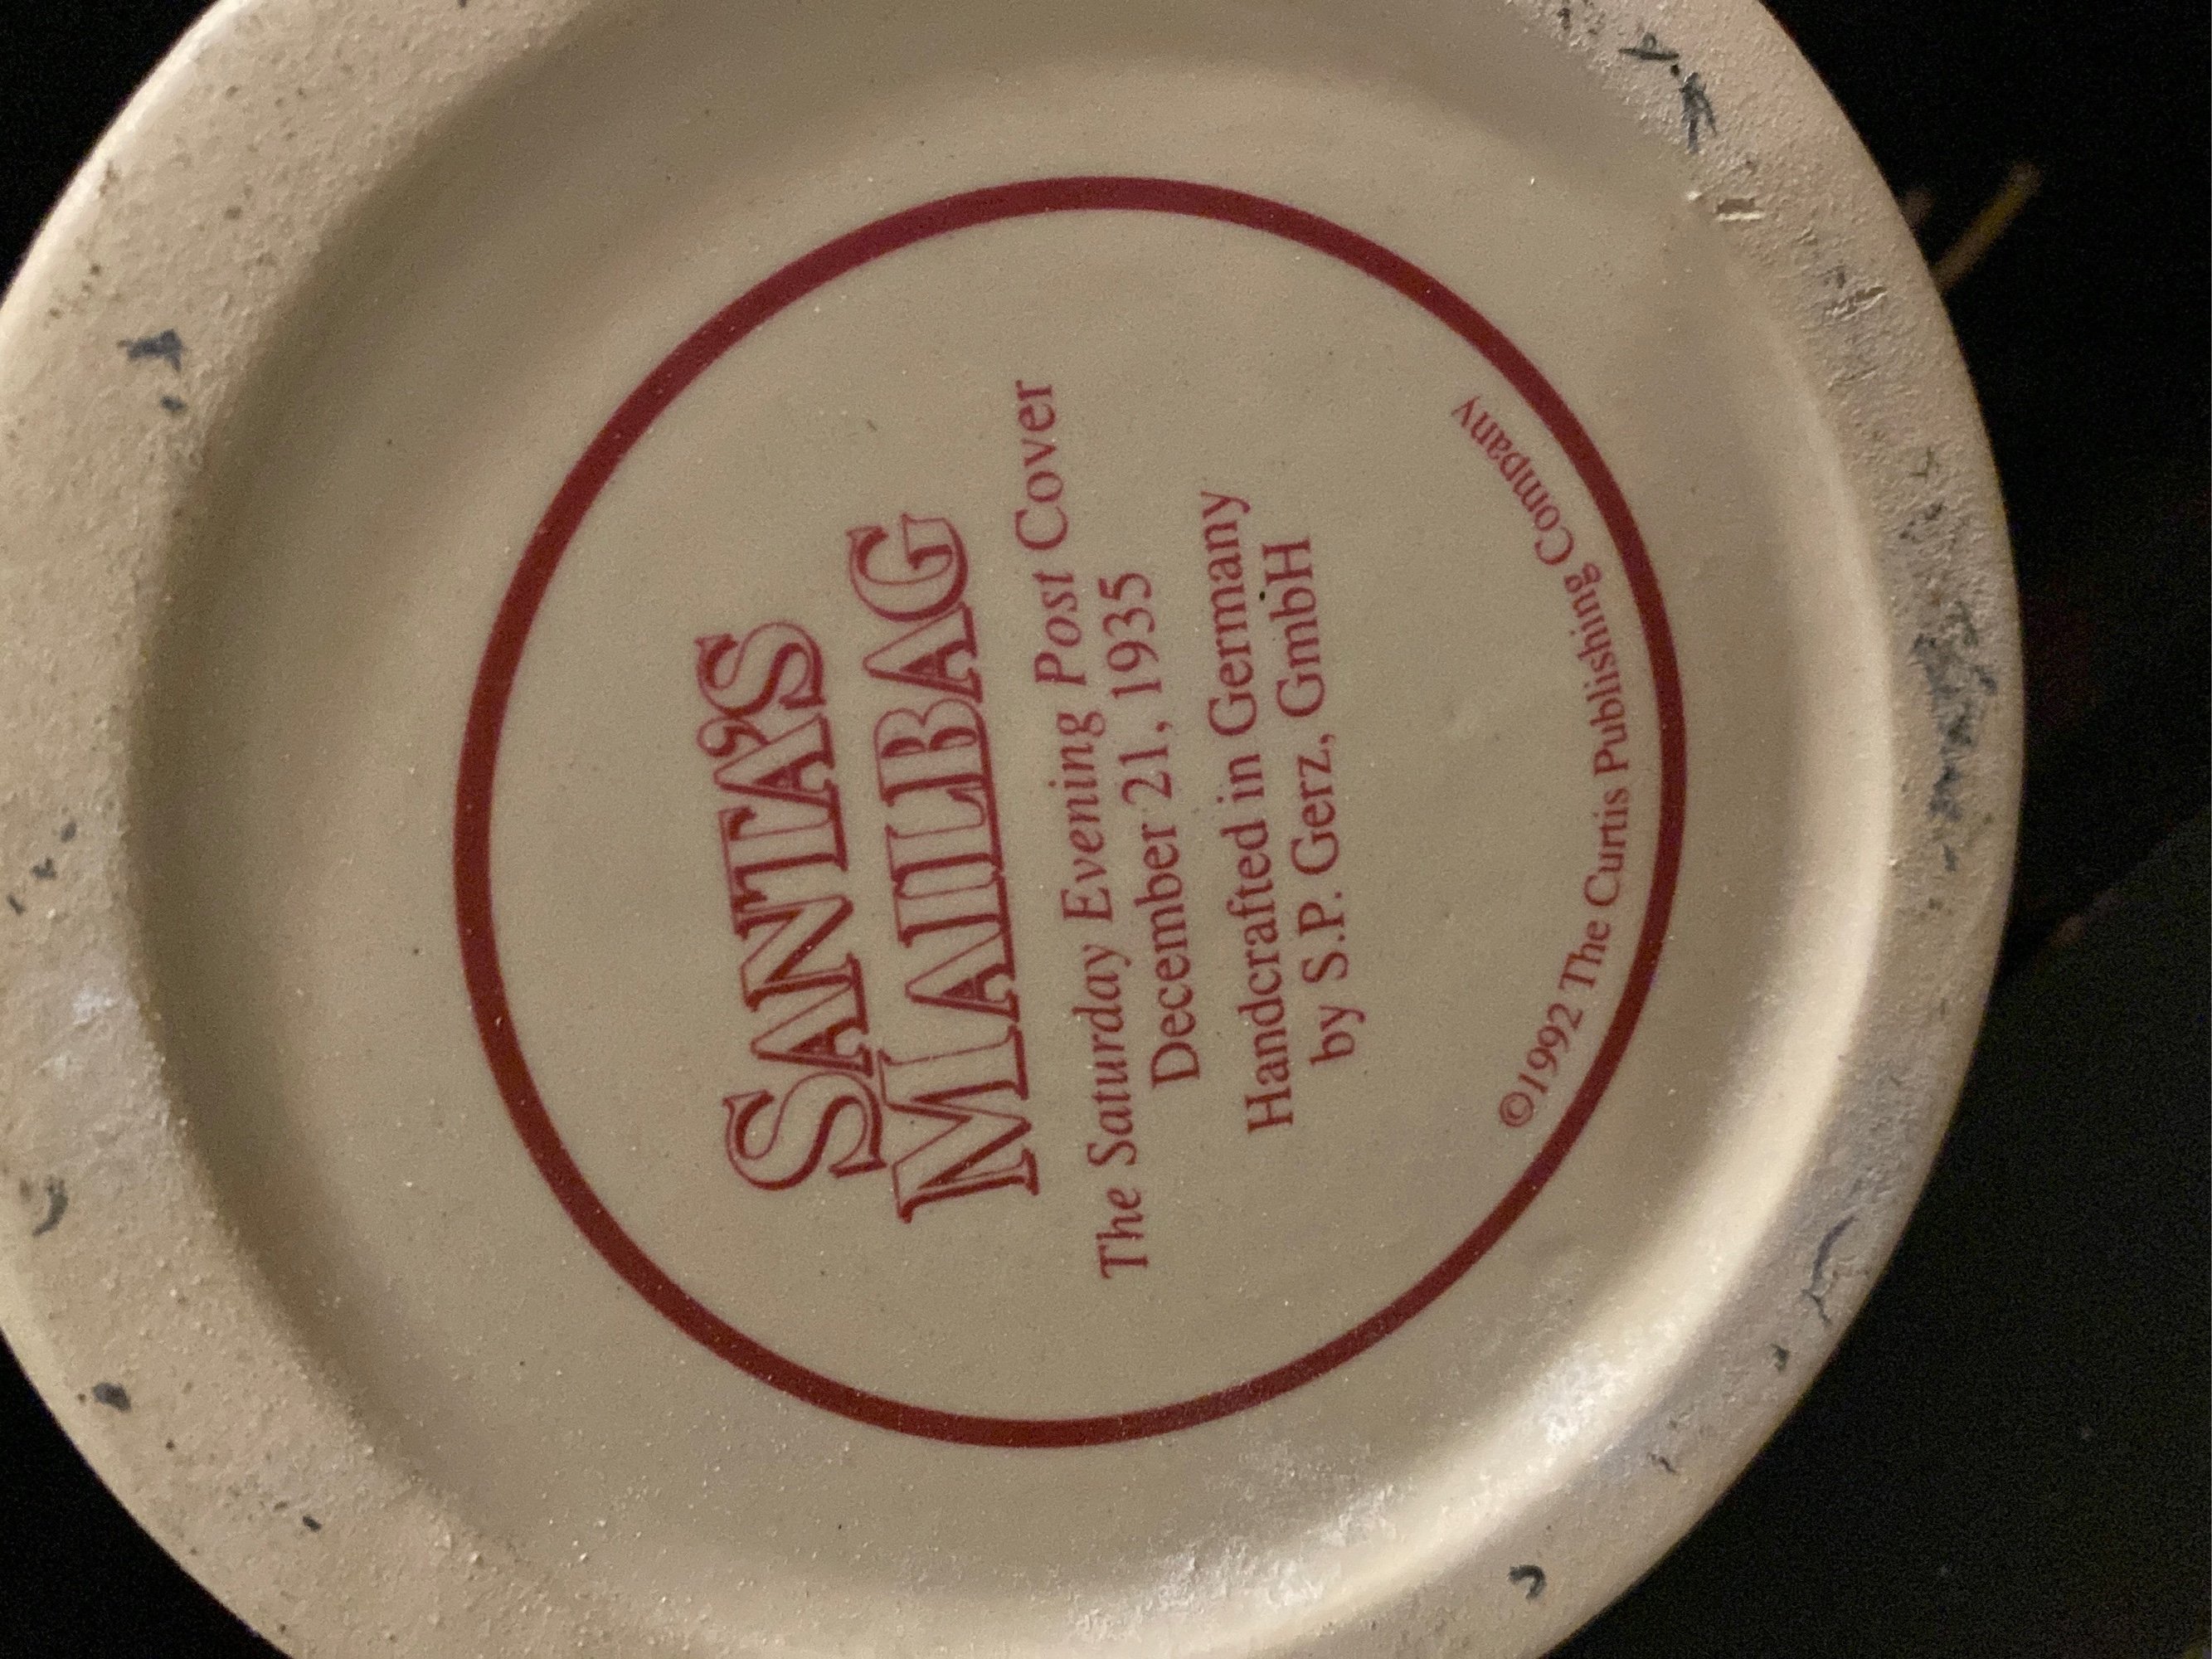 SANTA'S
MAILBAG
The Saturday Evening Post Cover
December 21, 1935
Handcrafted in Germany
by S.P. Gerz, GmbH
©1992 The Curtis Publishing Company